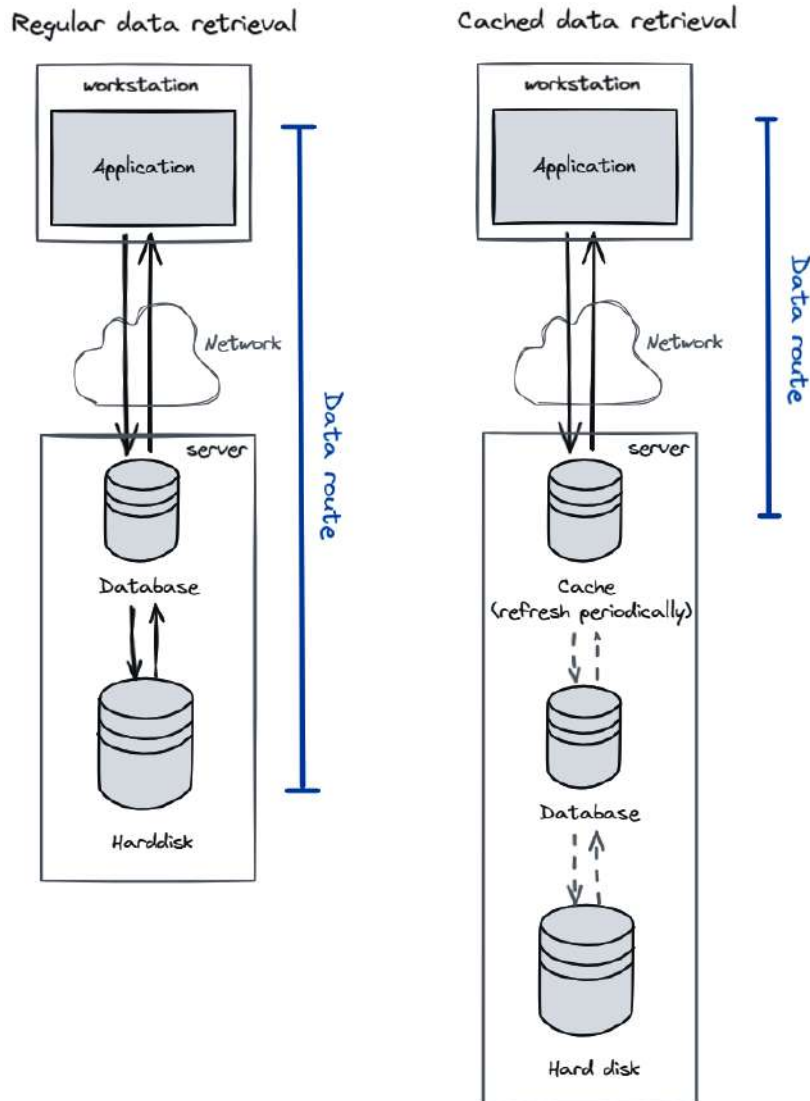 Regular data retrieval
workstation
Application
Network
Data route
server
Database
Harddisk
Cached data retrieval
workstation
Application
Network
Data route
server
Cache
(refresh periodically)
Database
Hard disk